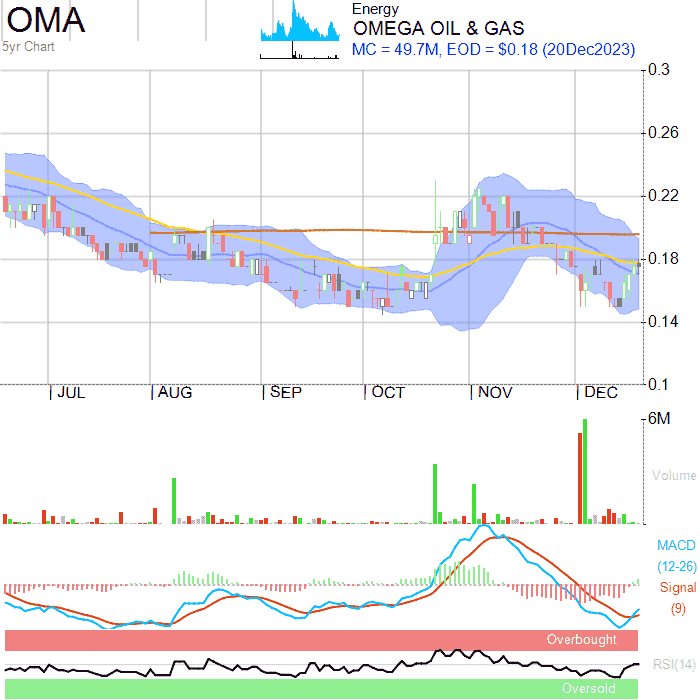 OMA
Energy
OMEGA OIL & GAS
5yr Chart
MC = 49.7M, EOD = $0.18 (20Dec2023)
0.3
0.26
0.22
0.18
0.14
0.1
JUL AUG SEP OCT NOV DEC
6M
Volume
MACD
(12-26)
Signal
(9)
Overbought
RSI(14)
Oversold